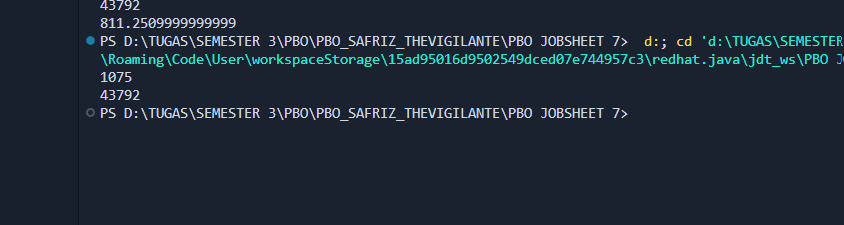 43792
811.2509999999999
PS D:\TUGAS\SEMESTER 3\PBO\PBO_SAFRIZ_THEVIGILANTE\PBO JOBSHEET 7>  d:; cd 'd:\TUGAS\SEMESTER
\Roaming\Code\User\workspaceStorage\15ad95016d9502549dced07e744957c3\redhat.java\jdt_ws\PBO JO
1075
43792
PS D:\TUGAS\SEMESTER 3\PBO\PBO_SAFRIZ_THEVIGILANTE\PBO JOBSHEET 7>